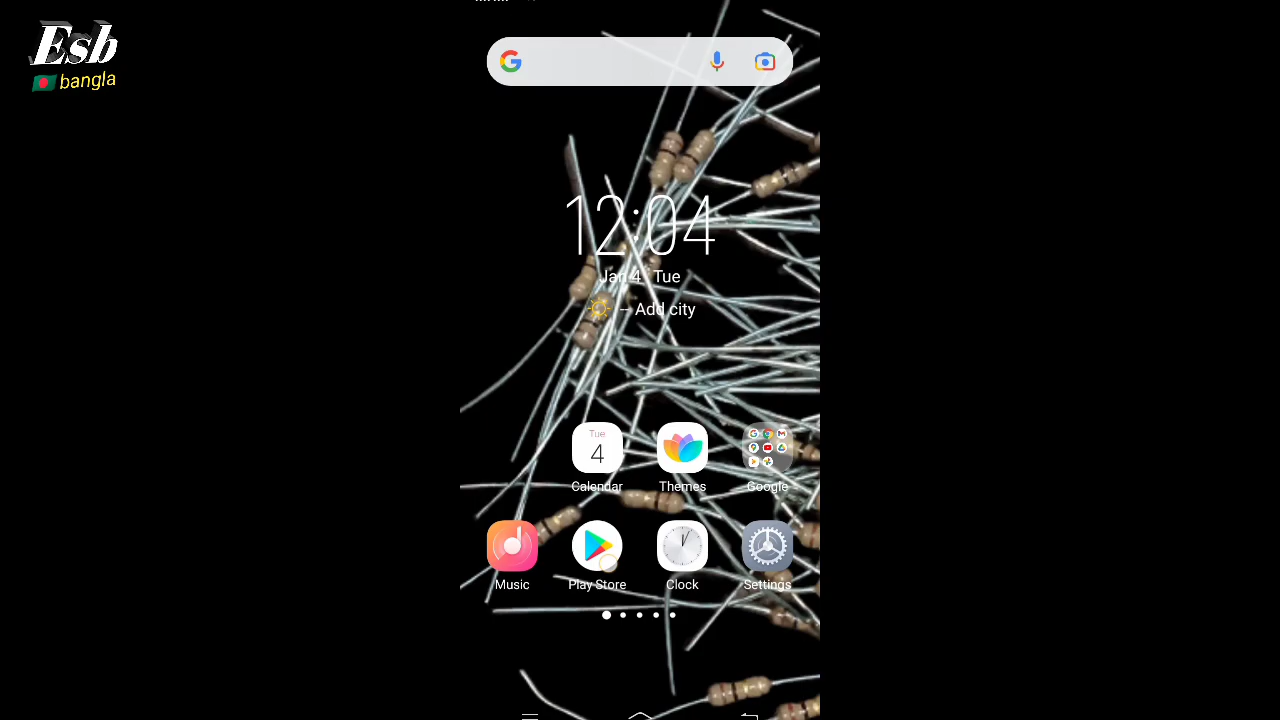 Esb
bangla
12:04
Jan 4 Tue
-- Add city
Tue
4
Calendar
Themes
Google
Music
Play Store
Clock
Settings